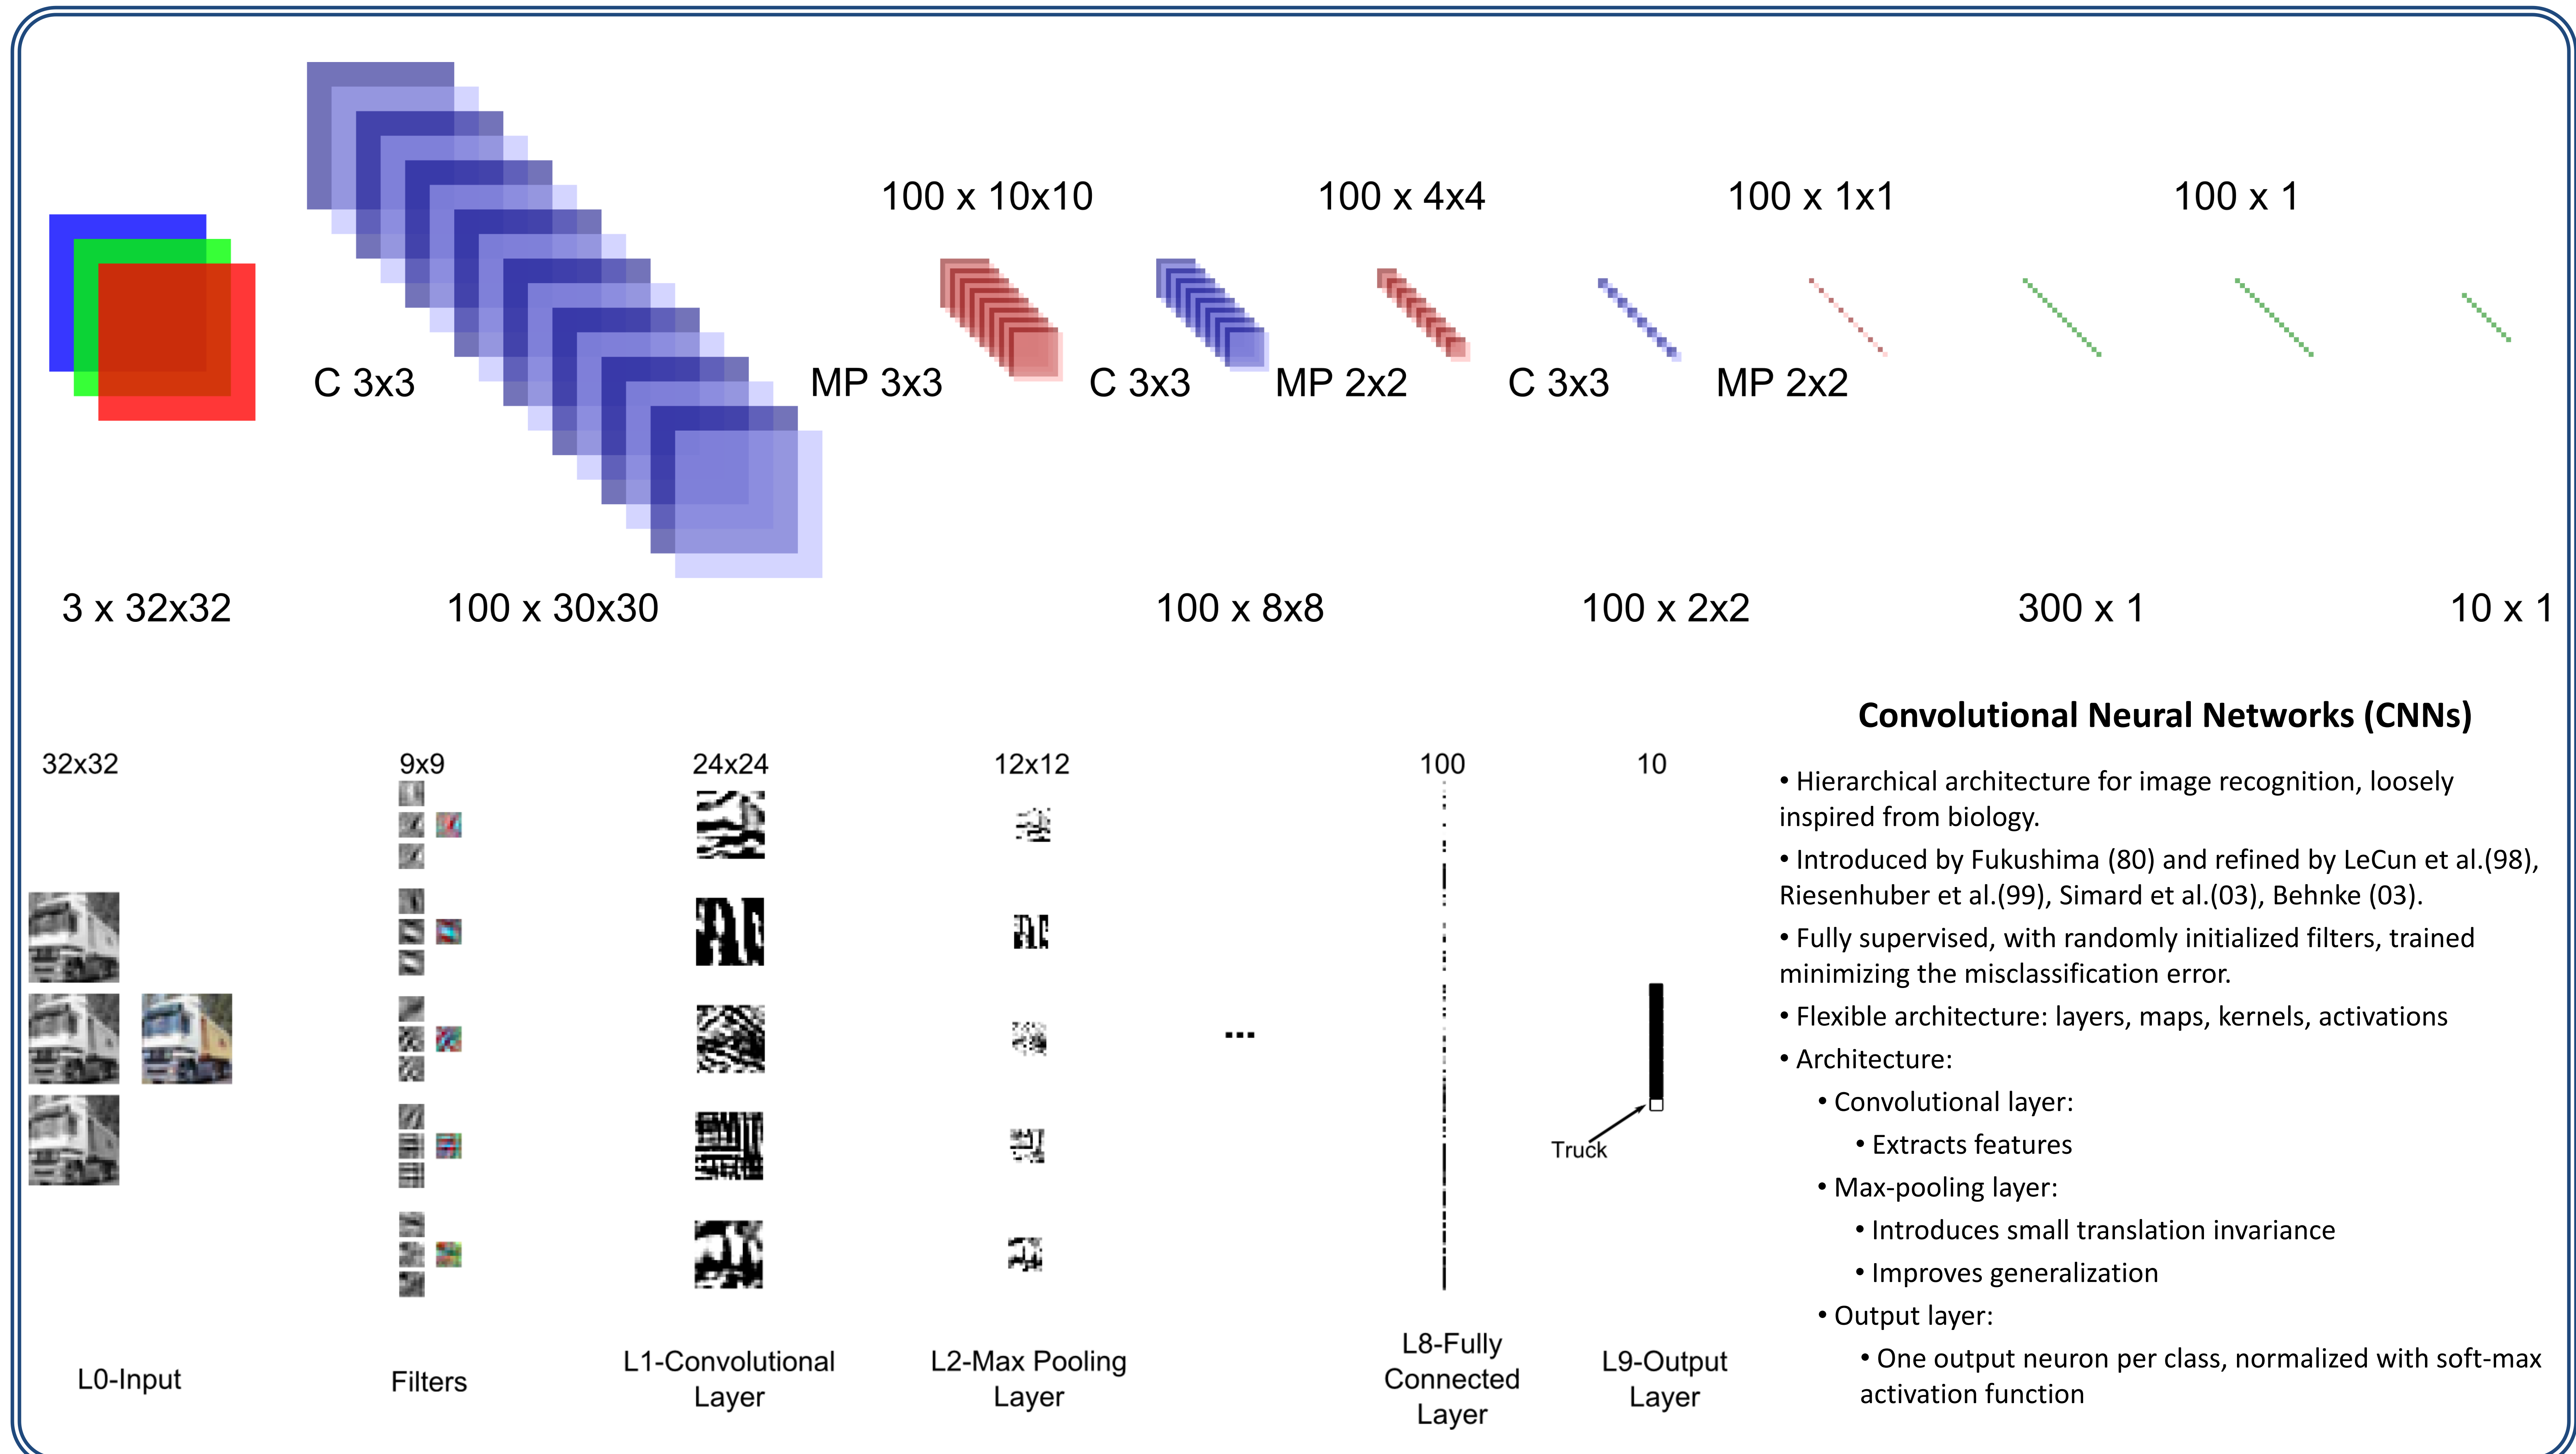 100 x 10x10
100 x 4x4
100 x 1x1
100 x 1
C 3x3
MP 3x3
C 3x3
MP 2x2
C 3x3
MP 2x2
3 x 32x32
100 x 30x30
100 x 8x8
100 x 2x2
300 x 1
10 x 1
32x32
9x9
24x24
12x12
...
100
10
Truck
L0-Input
Filters
L1-Convolutional
Layer
L2-Max Pooling
Layer
L8-Fully
Connected
Layer
L9-Output
Layer
Convolutional Neural Networks (CNNs)
• Hierarchical architecture for image recognition, loosely
inspired from biology.
• Introduced by Fukushima (80) and refined by LeCun et al.(98),
Riesenhuber et al.(99), Simard et al.(03), Behnke (03).
• Fully supervised, with randomly initialized filters, trained
minimizing the misclassification error.
• Flexible architecture: layers, maps, kernels, activations
• Architecture:
• Convolutional layer:
• Extracts features
• Max-pooling layer:
• Introduces small translation invariance
• Improves generalization
• Output layer:
• One output neuron per class, normalized with soft-max
activation function